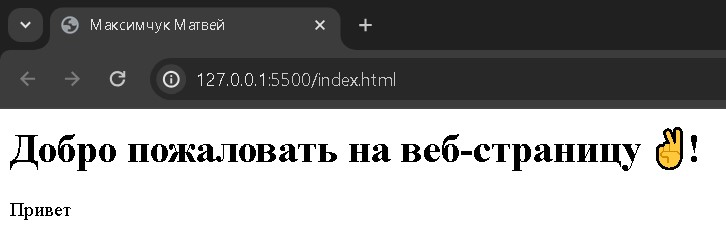 Максимчук Матвей
127.0.0.1:5500/index.html
Добро пожаловать на веб-страницу ✌!
Привет